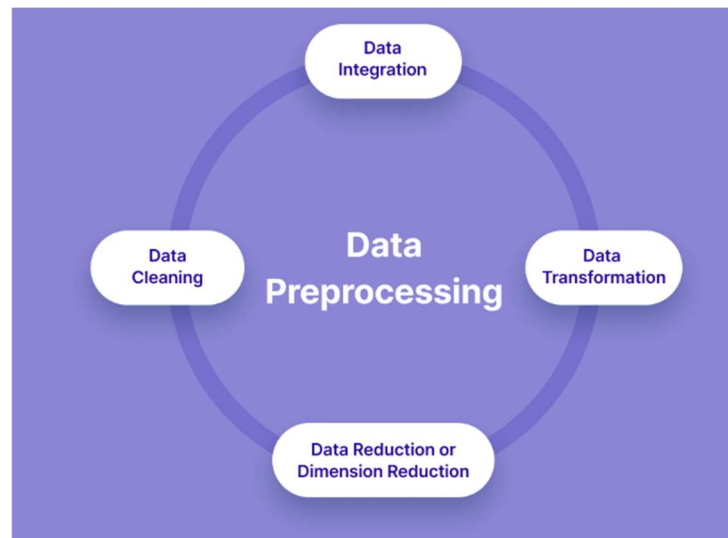 Data
Integration
Data
Cleaning
Data
Preprocessing
Data
Transformation
Data Reduction or
Dimension Reduction